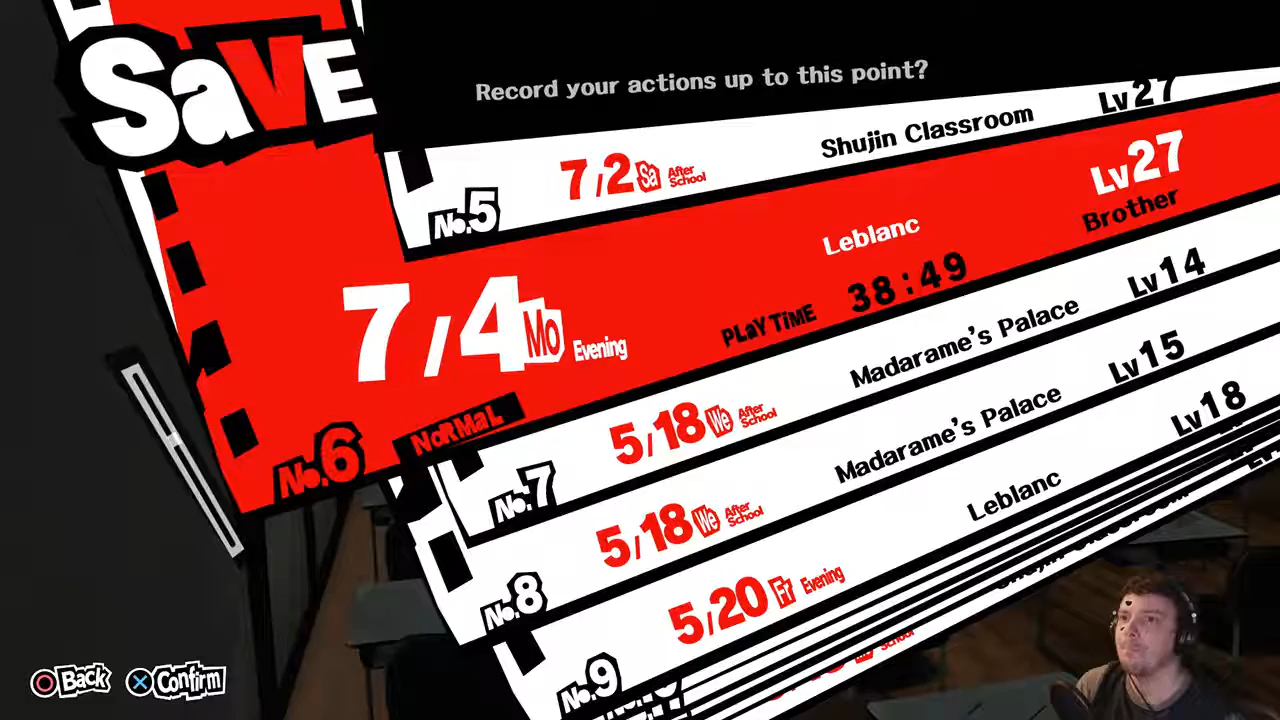 SaVE
Record your actions up to this point?
No.5 7/2 Sa After School Shujin Classroom Lv27
7/4 Mo Evening Leblanc Lv27
Brother
PLaY TiME 38:49
No.6 NoRMaL
No.7 5/18 We After School Madarame's Palace Lv14
No.8 5/18 We After School Madarame's Palace Lv15
No.9 5/20 Fr Evening Leblanc Lv18
School
Back Confirm